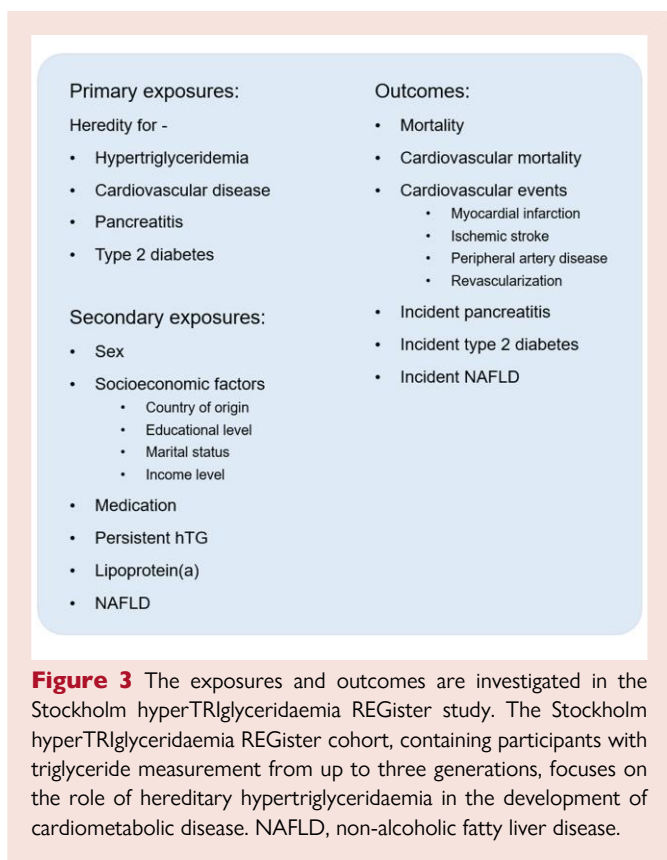 Primary exposures:
Heredity for -
• Hypertriglyceridemia
• Cardiovascular disease
• Pancreatitis
• Type 2 diabetes
Secondary exposures:
• Sex
• Socioeconomic factors
• Country of origin
• Educational level
• Marital status
• Income level
• Medication
• Persistent hTG
• Lipoprotein(a)
• NAFLD
Outcomes:
• Mortality
• Cardiovascular mortality
• Cardiovascular events
• Myocardial infarction
• Ischemic stroke
• Peripheral artery disease
• Revascularization
• Incident pancreatitis
• Incident type 2 diabetes
• Incident NAFLD
Figure 3 The exposures and outcomes are investigated in the
Stockholm hyperTRIglyceridaemia REGister study. The Stockholm
hyperTRIglyceridaemia REGister cohort, containing participants with
triglyceride measurement from up to three generations, focuses on
the role of hereditary hypertriglyceridaemia in the development of
cardiometabolic disease. NAFLD, non-alcoholic fatty liver disease.